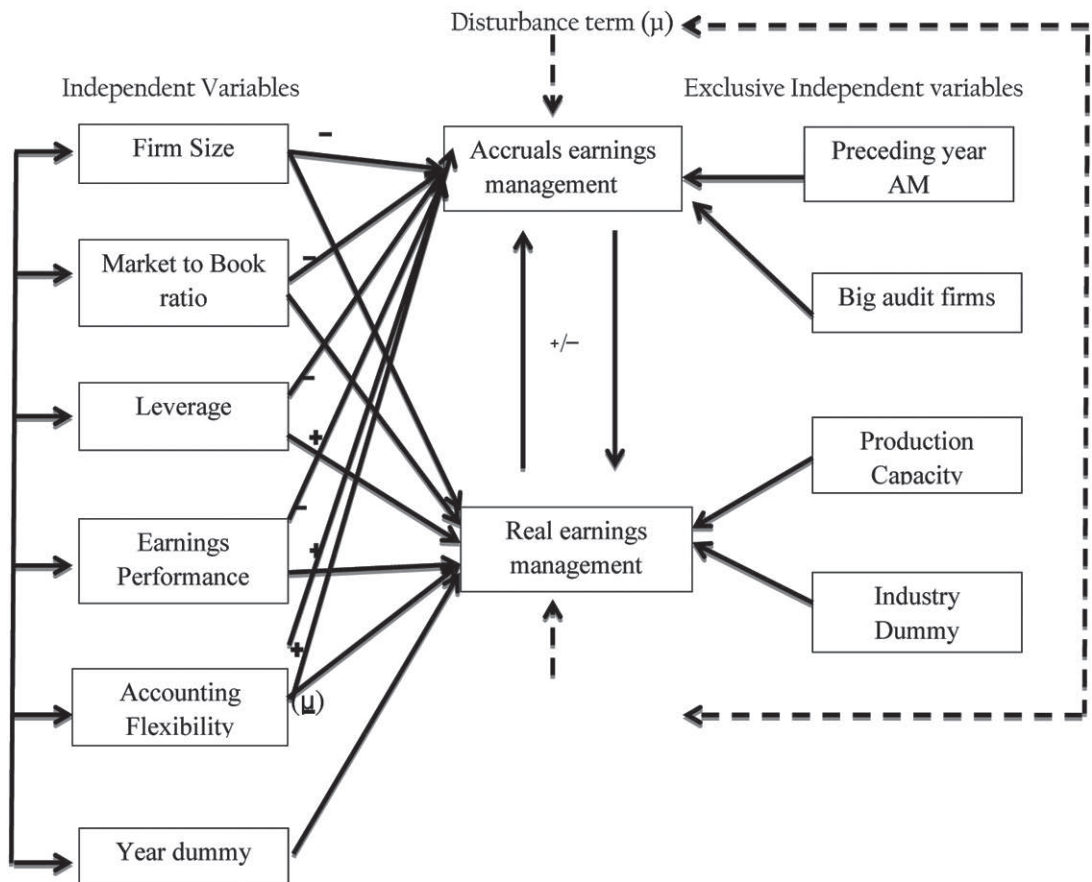 Disturbance term (μ)
Independent Variables
Exclusive Independent variables
Firm Size
–
Accruals earnings
management
Preceding year
AM
Market to Book
ratio
–
Big audit firms
+/–
Leverage
–
+
Production
Capacity
Earnings
Performance
–
+
Real earnings
management
Industry
Dummy
Accounting
Flexibility
+
(μ)
Year dummy